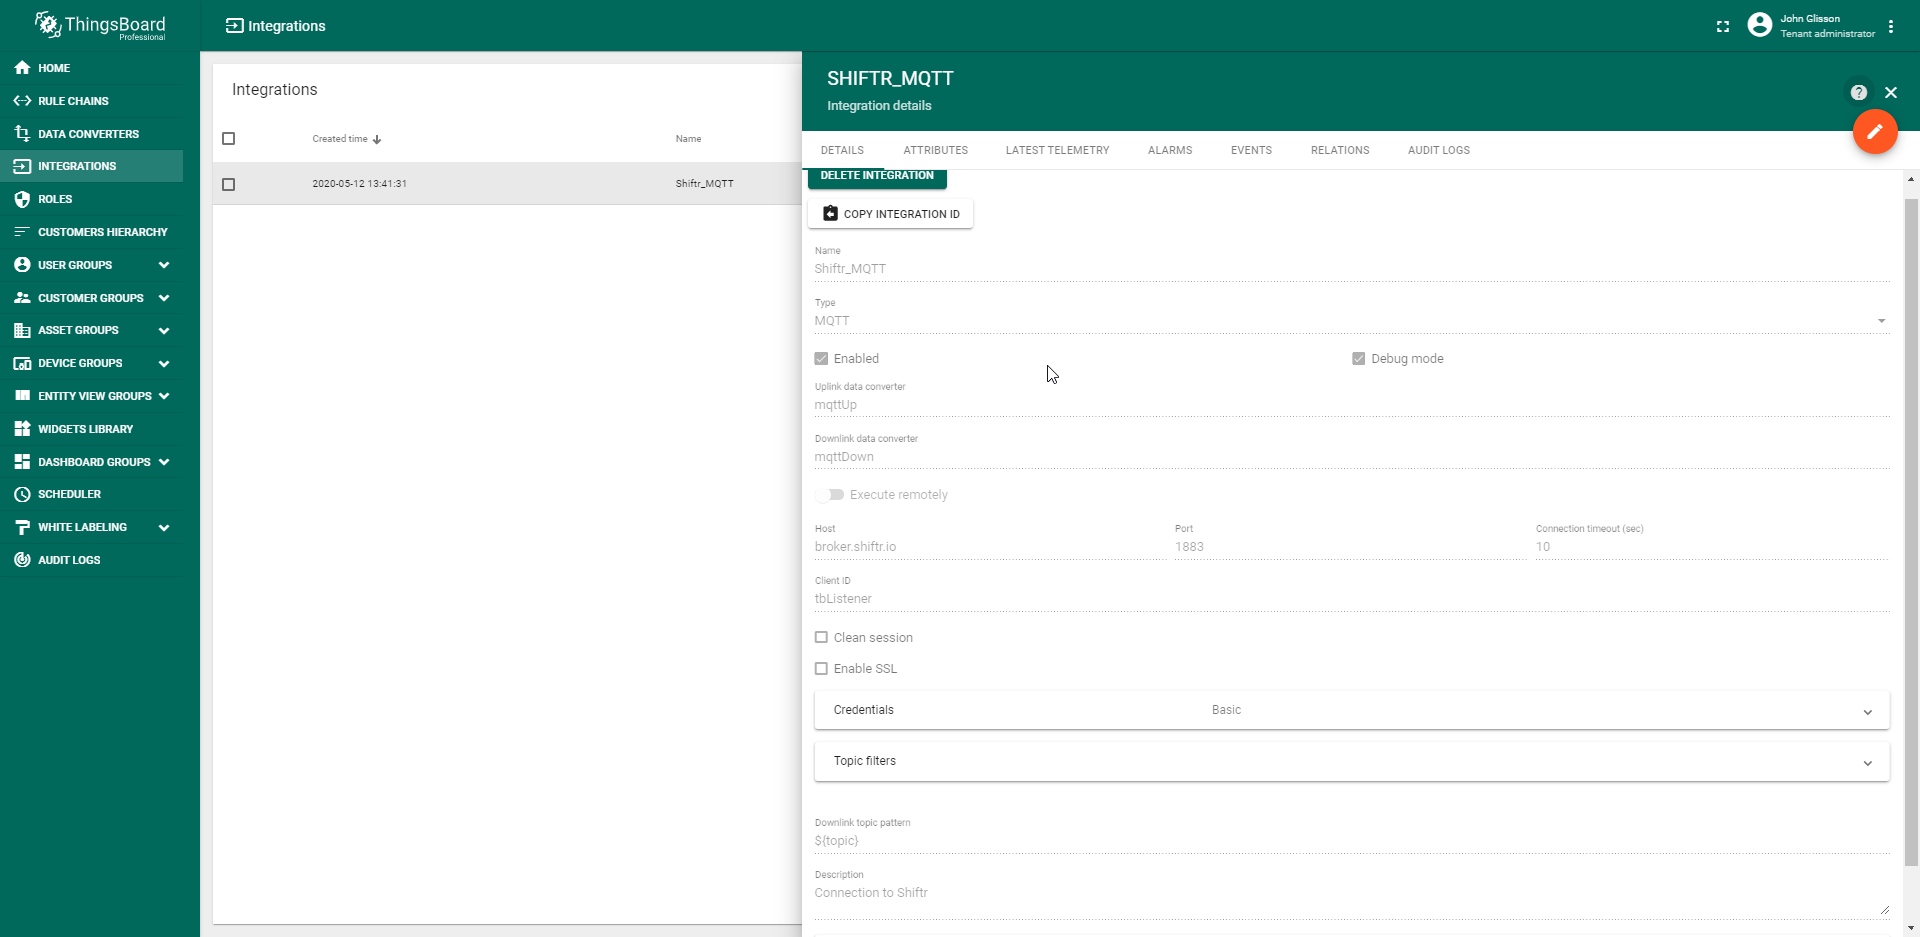 ThingsBoard
Professional
Integrations
John Glisson
Tenant administrator
HOME
RULE CHAINS
DATA CONVERTERS
INTEGRATIONS
ROLES
CUSTOMERS HIERARCHY
USER GROUPS
CUSTOMER GROUPS
ASSET GROUPS
DEVICE GROUPS
ENTITY VIEW GROUPS
WIDGETS LIBRARY
DASHBOARD GROUPS
SCHEDULER
WHITE LABELING
AUDIT LOGS
Integrations
Created time Name
2020-05-12 13:41:31 Shiftr_MQTT
SHIFTR_MQTT
Integration details
DETAILS ATTRIBUTES LATEST TELEMETRY ALARMS EVENTS RELATIONS AUDIT LOGS
DELETE INTEGRATION
COPY INTEGRATION ID
Name
Shiftr_MQTT
Type
MQTT
Enabled Debug mode
Uplink data converter
mqttUp
Downlink data converter
mqttDown
Execute remotely
Host Port Connection timeout (sec)
broker.shiftr.io 1883 10
Client ID
tbListener
Clean session
Enable SSL
Credentials Basic
Topic filters
Downlink topic pattern
${topic}
Description
Connection to Shiftr